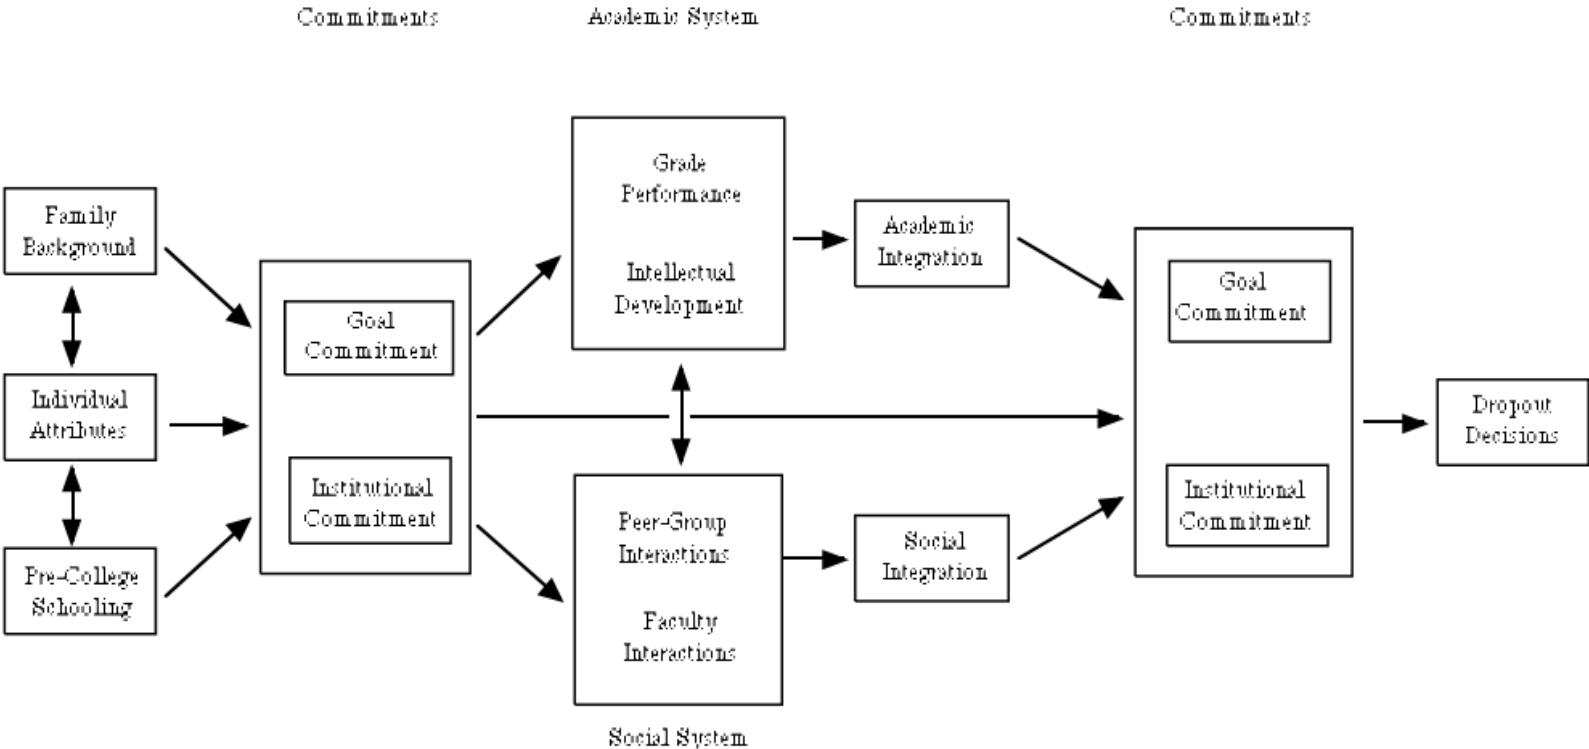 Commitments
Academic System
Commitments
Family
Background
Individual
Attributes
Pre-College
Schooling
Goal
Commitment
Institutional
Commitment
Grade
Performance
Intellectual
Development
Peer-Group
Interactions
Faculty
Interactions
Social System
Academic
Integration
Social
Integration
Goal
Commitment
Institutional
Commitment
Dropout
Decisions